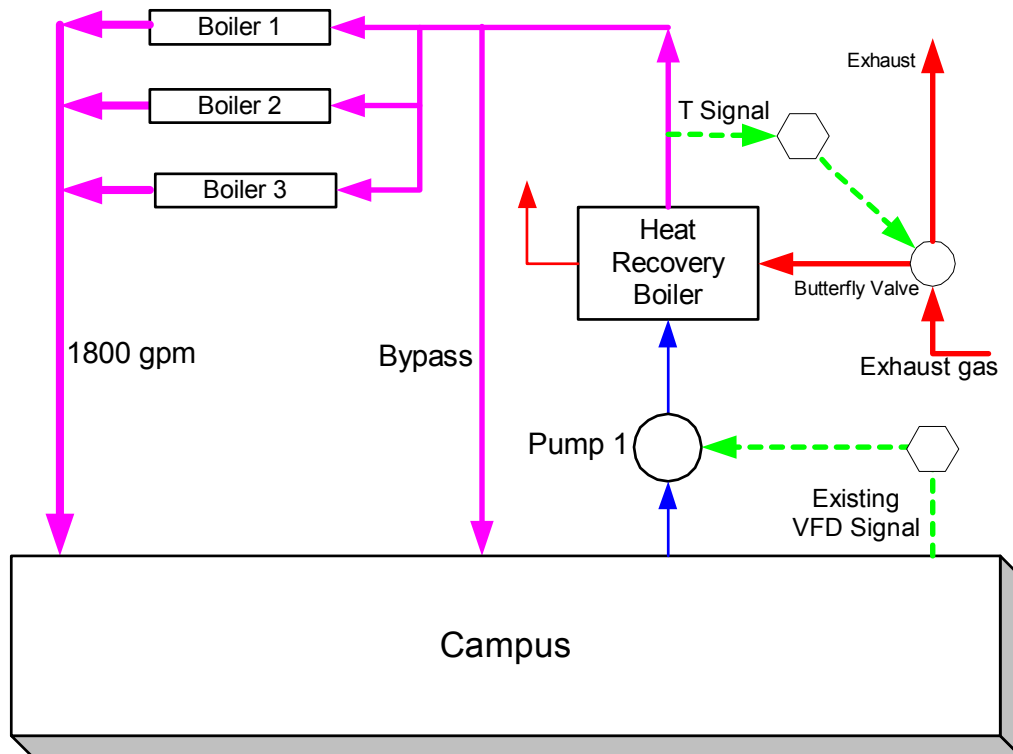 Boiler 1
Exhaust
Boiler 2
T Signal
Boiler 3
Heat
Recovery
Boiler
Butterfly Valve
1800 gpm
Bypass
Exhaust gas
Pump 1
Existing
VFD Signal
Campus